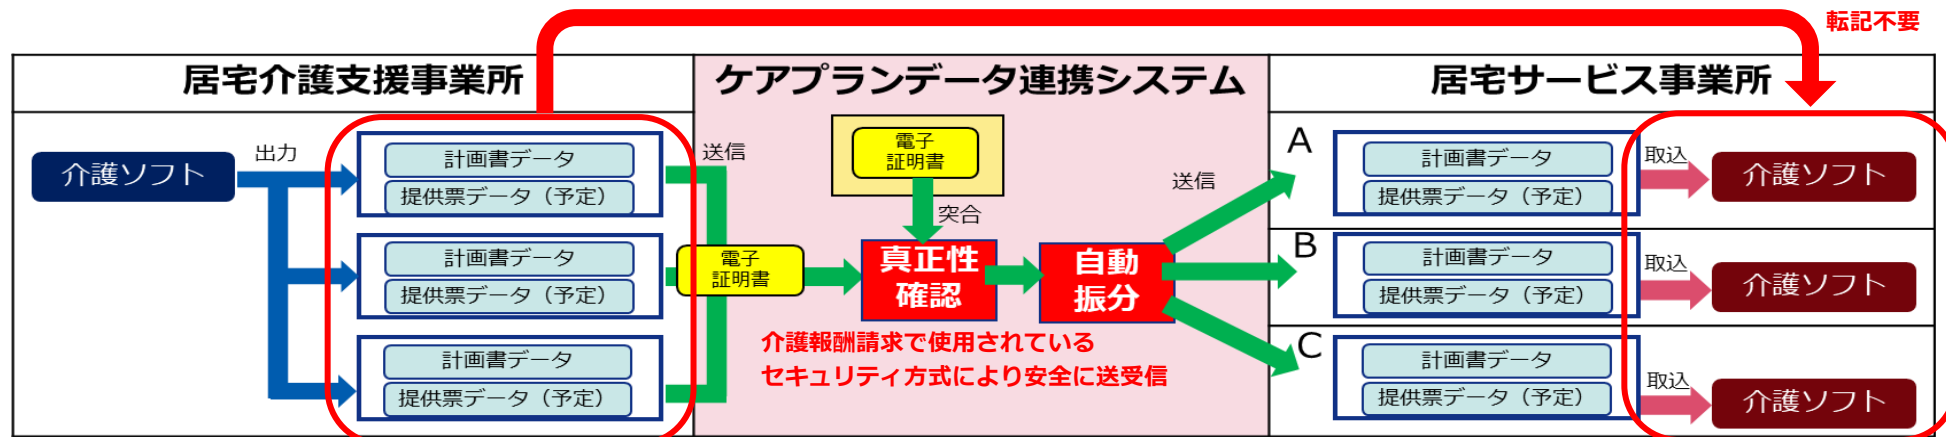 転記不要
居宅介護支援事業所
ケアプランデータ連携システム
居宅サービス事業所
介護ソフト
出力
計画書データ
提供票データ（予定）
計画書データ
提供票データ（予定）
計画書データ
提供票データ（予定）
送信
電子
証明書
電子
証明書
突合
真正性
確認
自動
振分
介護報酬請求で使用されている
セキュリティ方式により安全に送受信
送信
A
計画書データ
提供票データ（予定）
取込
介護ソフト
B
計画書データ
提供票データ（予定）
取込
介護ソフト
C
計画書データ
提供票データ（予定）
取込
介護ソフト